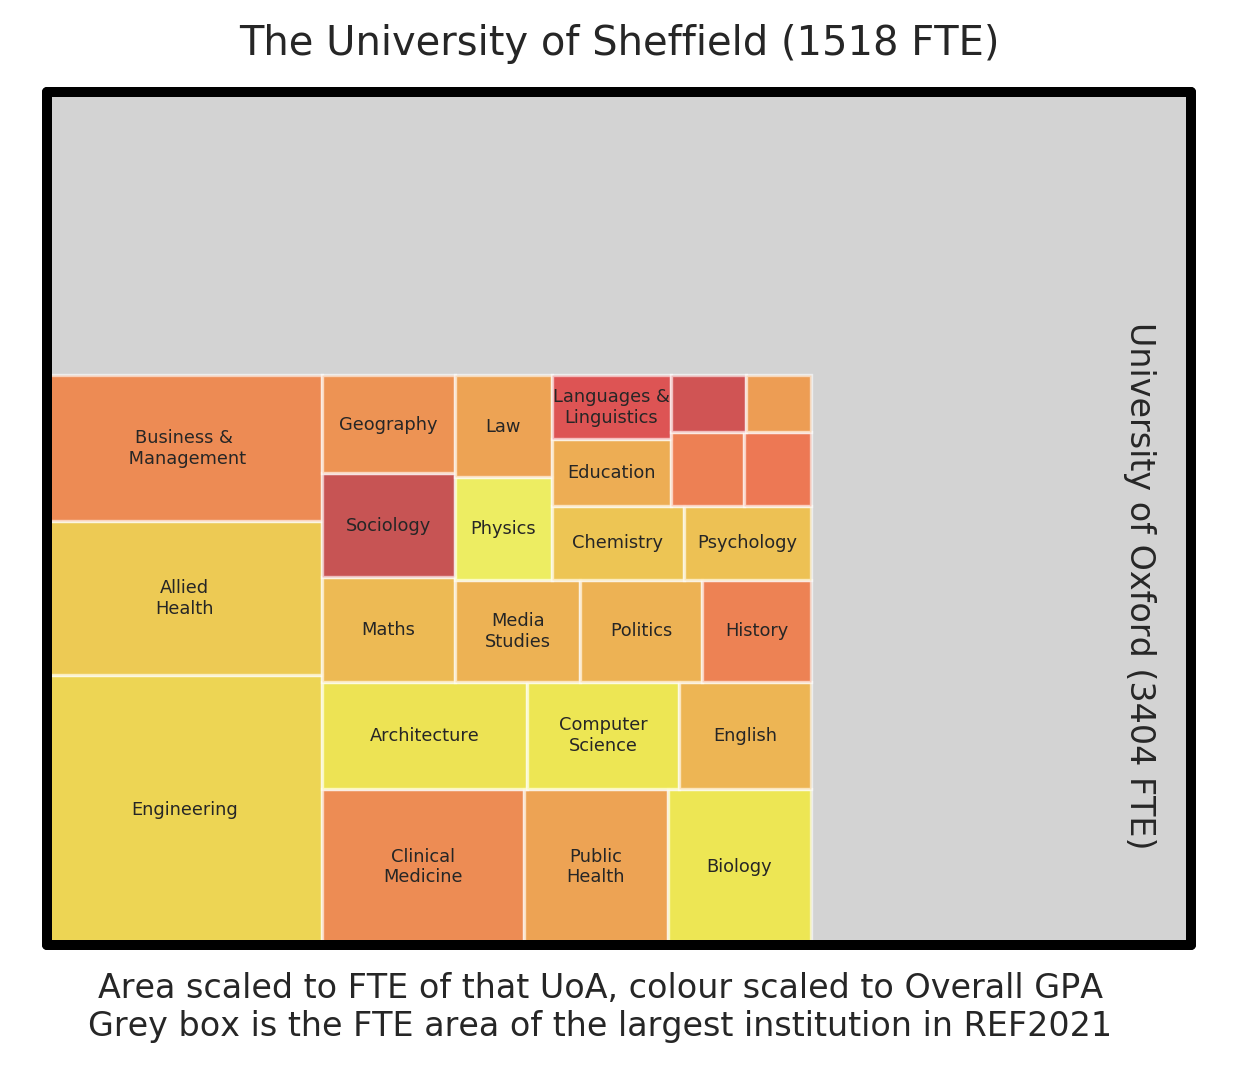 The University of Sheffield (1518 FTE)
Business &
Management
Geography
Law
Languages &
Linguistics
Education
Sociology
Physics
Chemistry
Psychology
Allied
Health
Maths
Media
Studies
Politics
History
Architecture
Computer
Science
English
Engineering
Clinical
Medicine
Public
Health
Biology
University of Oxford (3404 FTE)
Area scaled to FTE of that UoA, colour scaled to Overall GPA
Grey box is the FTE area of the largest institution in REF2021